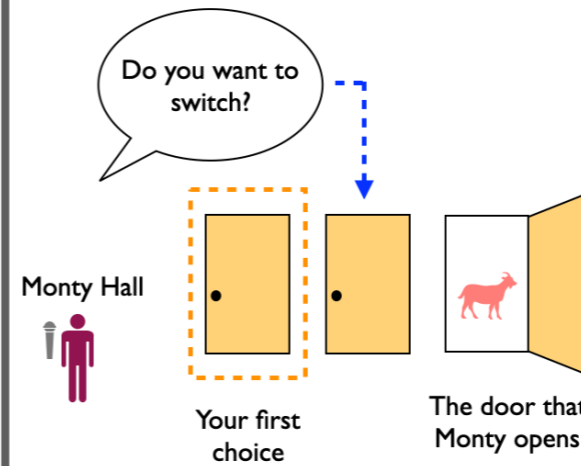 Do you want to
switch?
Monty Hall
Your first
choice
The door that
Monty opens